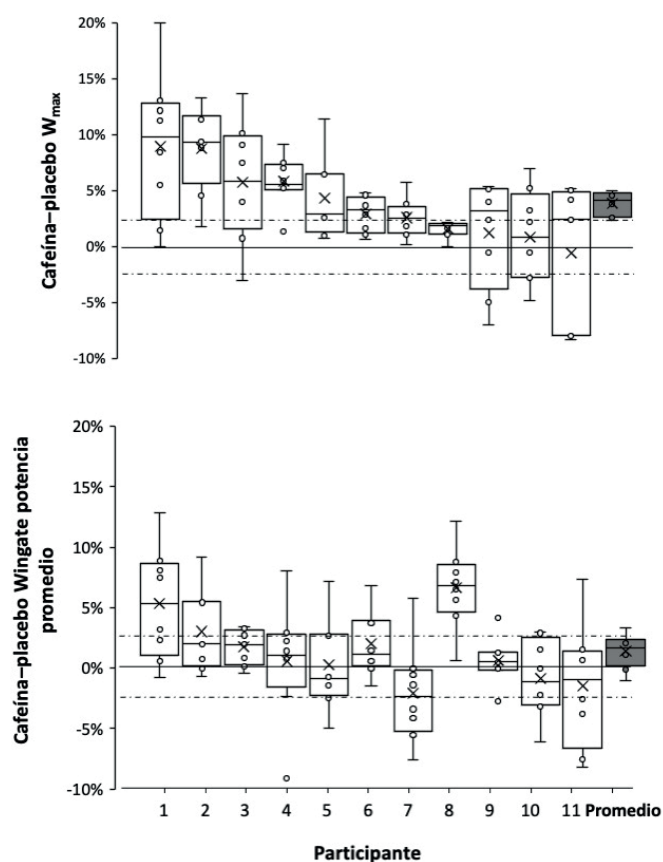 20%
15%
10%
5%
0%
-5%
-10%
Cafeína–placebo Wmax
20%
15%
10%
5%
0%
-5%
-10%
Cafeína–placebo Wingate potencia
promedio
1 2 3 4 5 6 7 8 9 10 11 Promedio
Participante